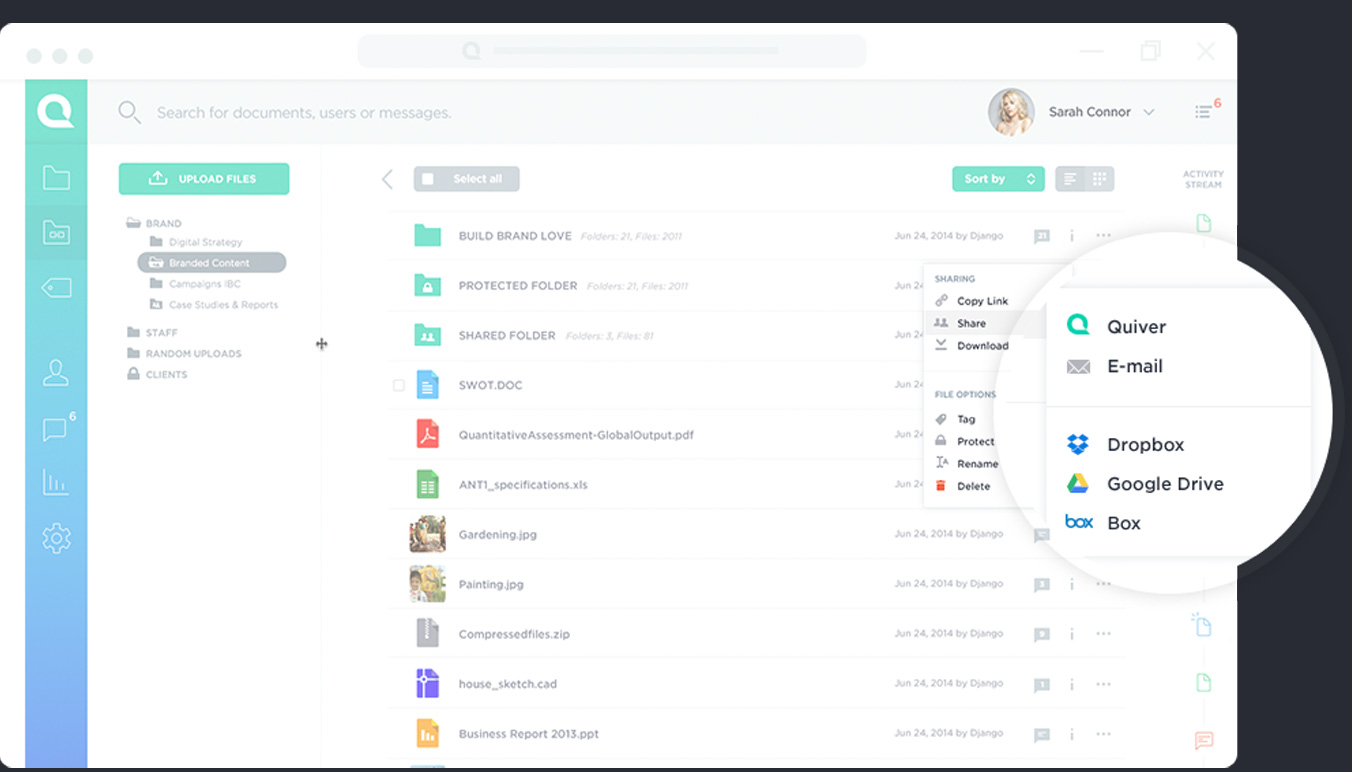 Search for documents, users or messages.
Sarah Connor
6
UPLOAD FILES
Select all
Sort by
ACTIVITY
STREAM
BRAND
Digital Strategy
Branded Content
Campaigns IBC
Case Studies & Reports
STAFF
RANDOM UPLOADS
CLIENTS
6
BUILD BRAND LOVE Folders: 21, Files: 2011
Jun 24, 2014 by Django
21
PROTECTED FOLDER Folders: 21, Files: 2011
Jun 24
SHARED FOLDER Folders: 3, Files: 81
Jun 24
SWOT.DOC
Jun 24
QuantitativeAssessment-GlobalOutput.pdf
Jun 24
ANT1_specifications.xls
Jun 24
Gardening.jpg
Jun 24, 2014 by Django
Painting.jpg
Jun 24, 2014 by Django
3
Compressedfiles.zip
Jun 24, 2014 by Django
9
house_sketch.cad
Jun 24, 2014 by Django
1
Business Report 2013.ppt
Jun 24, 2014 by Django
SHARING
Copy Link
Share
Download
FILE OPTIONS
Tag
Protect
Rename
Delete
Quiver
E-mail
Dropbox
Google Drive
box Box